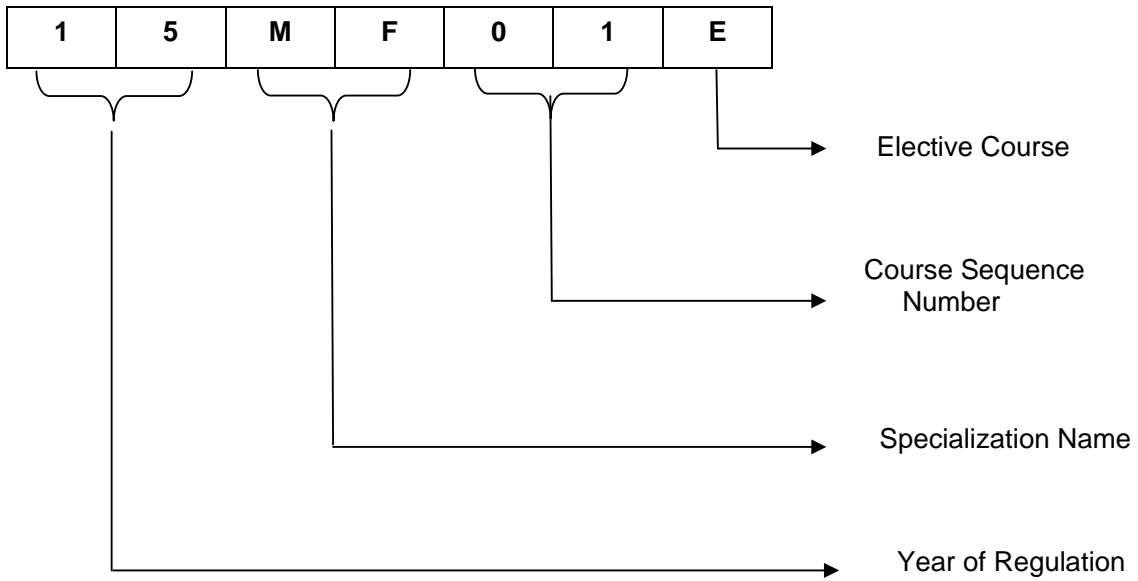 1 5 M F 0 1 E
Elective Course
Course Sequence
Number
Specialization Name
Year of Regulation